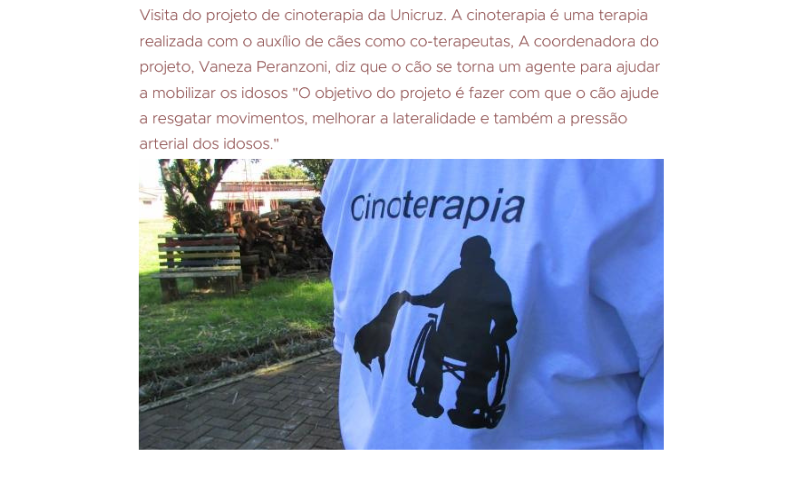 Visita do projeto de cinoterapia da Unicruz. A cinoterapia é uma terapia
realizada com o auxílio de cães como co-terapeutas, A coordenadora do
projeto, Vaneza Peranzoni, diz que o cão se torna um agente para ajudar
a mobilizar os idosos "O objetivo do projeto é fazer com que o cão ajude
a resgatar movimentos, melhorar a lateralidade e também a pressão
arterial dos idosos."
Cinoterapia